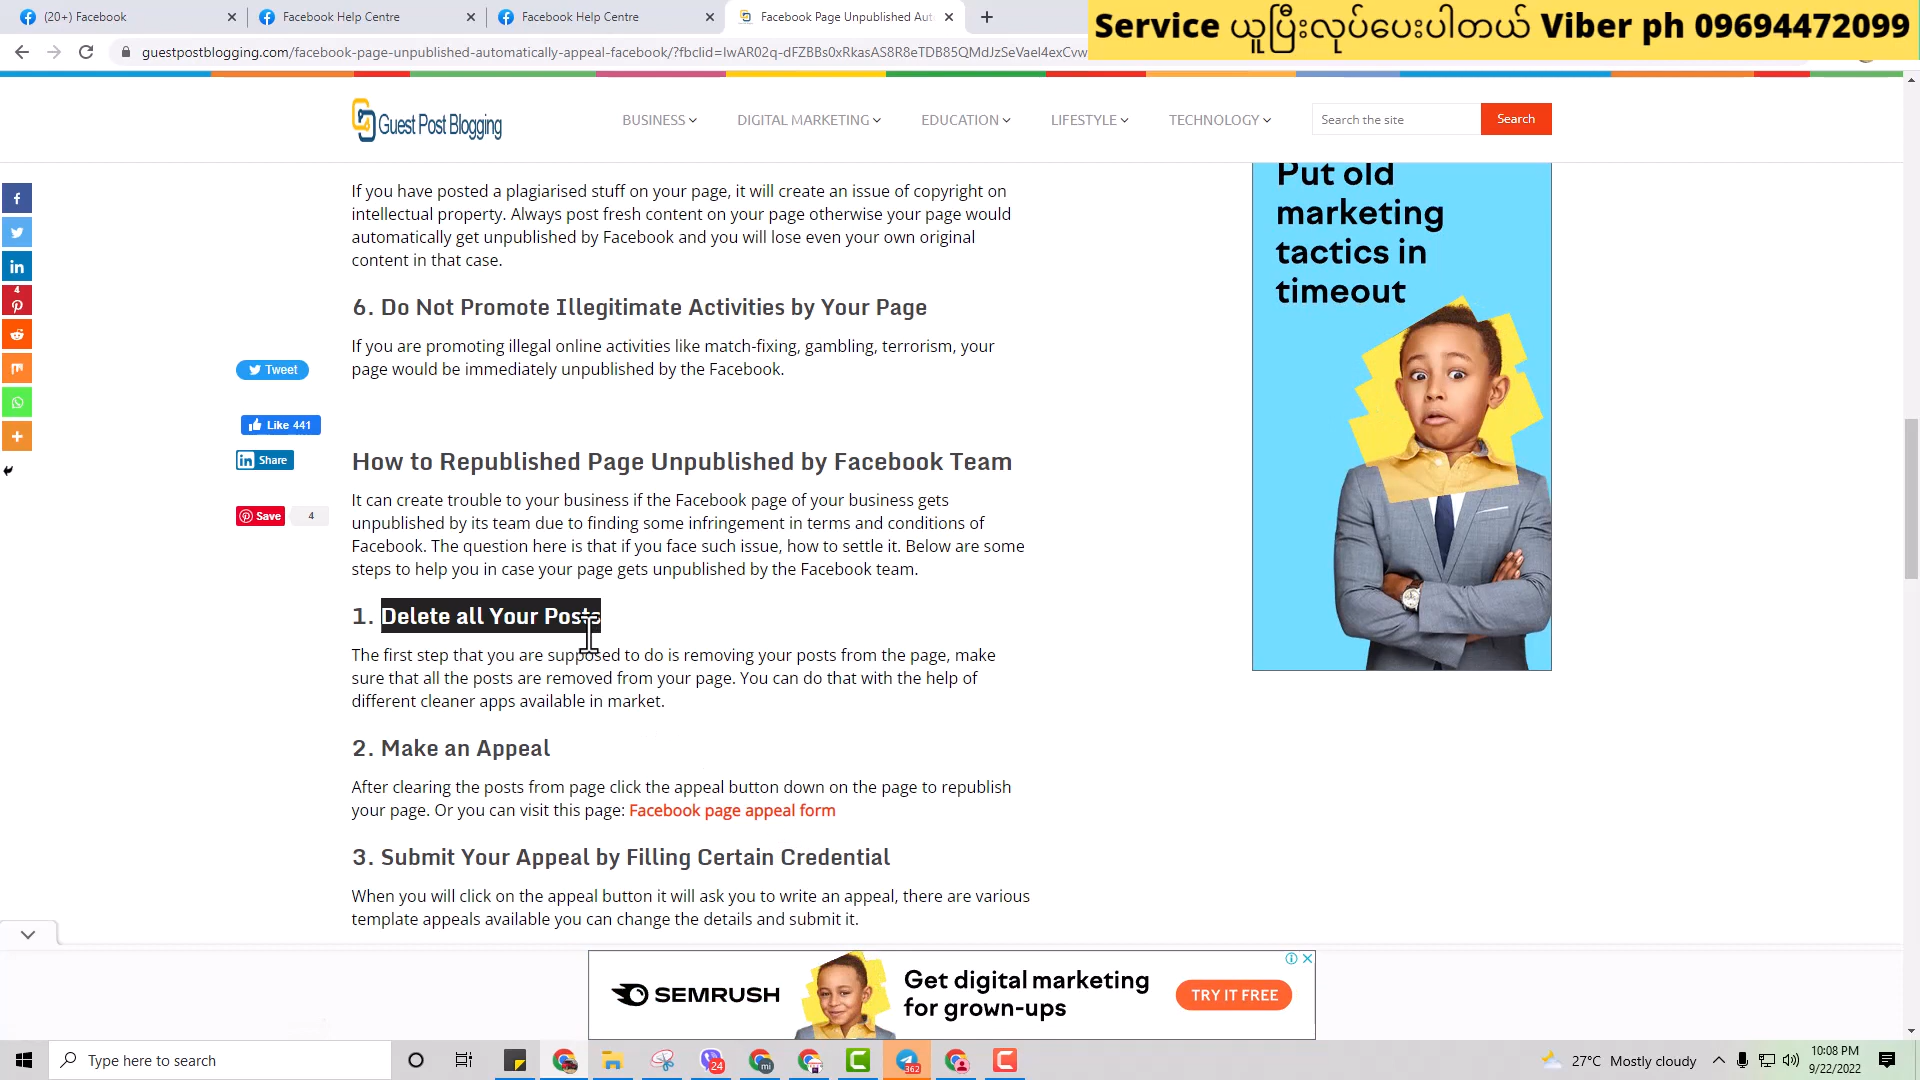 (20+) Facebook
Facebook Help Centre
Facebook Help Centre
Facebook Page Unpublished Aut
Service ယူပြီးလုပ်ပေးပါတယ် Viber ph 09694472099
guestpostblogging.com/facebook-page-unpublished-automatically-appeal-facebook/?fbclid=IwAR02q-dFZBBs0xRkasAS8R8eTDB85QMdJzSeVael4exCvw
Guest Post Blogging
BUSINESS
DIGITAL MARKETING
EDUCATION
LIFESTYLE
TECHNOLOGY
Search the site
Search
If you have posted a plagiarised stuff on your page, it will create an issue of copyright on
intellectual property. Always post fresh content on your page otherwise your page would
automatically get unpublished by Facebook and you will lose even your own original
content in that case.
6. Do Not Promote Illegitimate Activities by Your Page
If you are promoting illegal online activities like match-fixing, gambling, terrorism, your
page would be immediately unpublished by the Facebook.
4
Tweet
Like 441
Share
Save
4
How to Republished Page Unpublished by Facebook Team
It can create trouble to your business if the Facebook page of your business gets
unpublished by its team due to finding some infringement in terms and conditions of
Facebook. The question here is that if you face such issue, how to settle it. Below are some
steps to help you in case your page gets unpublished by the Facebook team.
1. Delete all Your Posts
The first step that you are supposed to do is removing your posts from the page, make
sure that all the posts are removed from your page. You can do that with the help of
different cleaner apps available in market.
2. Make an Appeal
After clearing the posts from page click the appeal button down on the page to republish
your page. Or you can visit this page: Facebook page appeal form
3. Submit Your Appeal by Filling Certain Credential
When you will click on the appeal button it will ask you to write an appeal, there are various
template appeals available you can change the details and submit it.
Put old
marketing
tactics in
timeout
SEMRUSH
Get digital marketing
for grown-ups
TRY IT FREE
Type here to search
24
mi
362
27°C Mostly cloudy
10:08 PM
9/22/2022